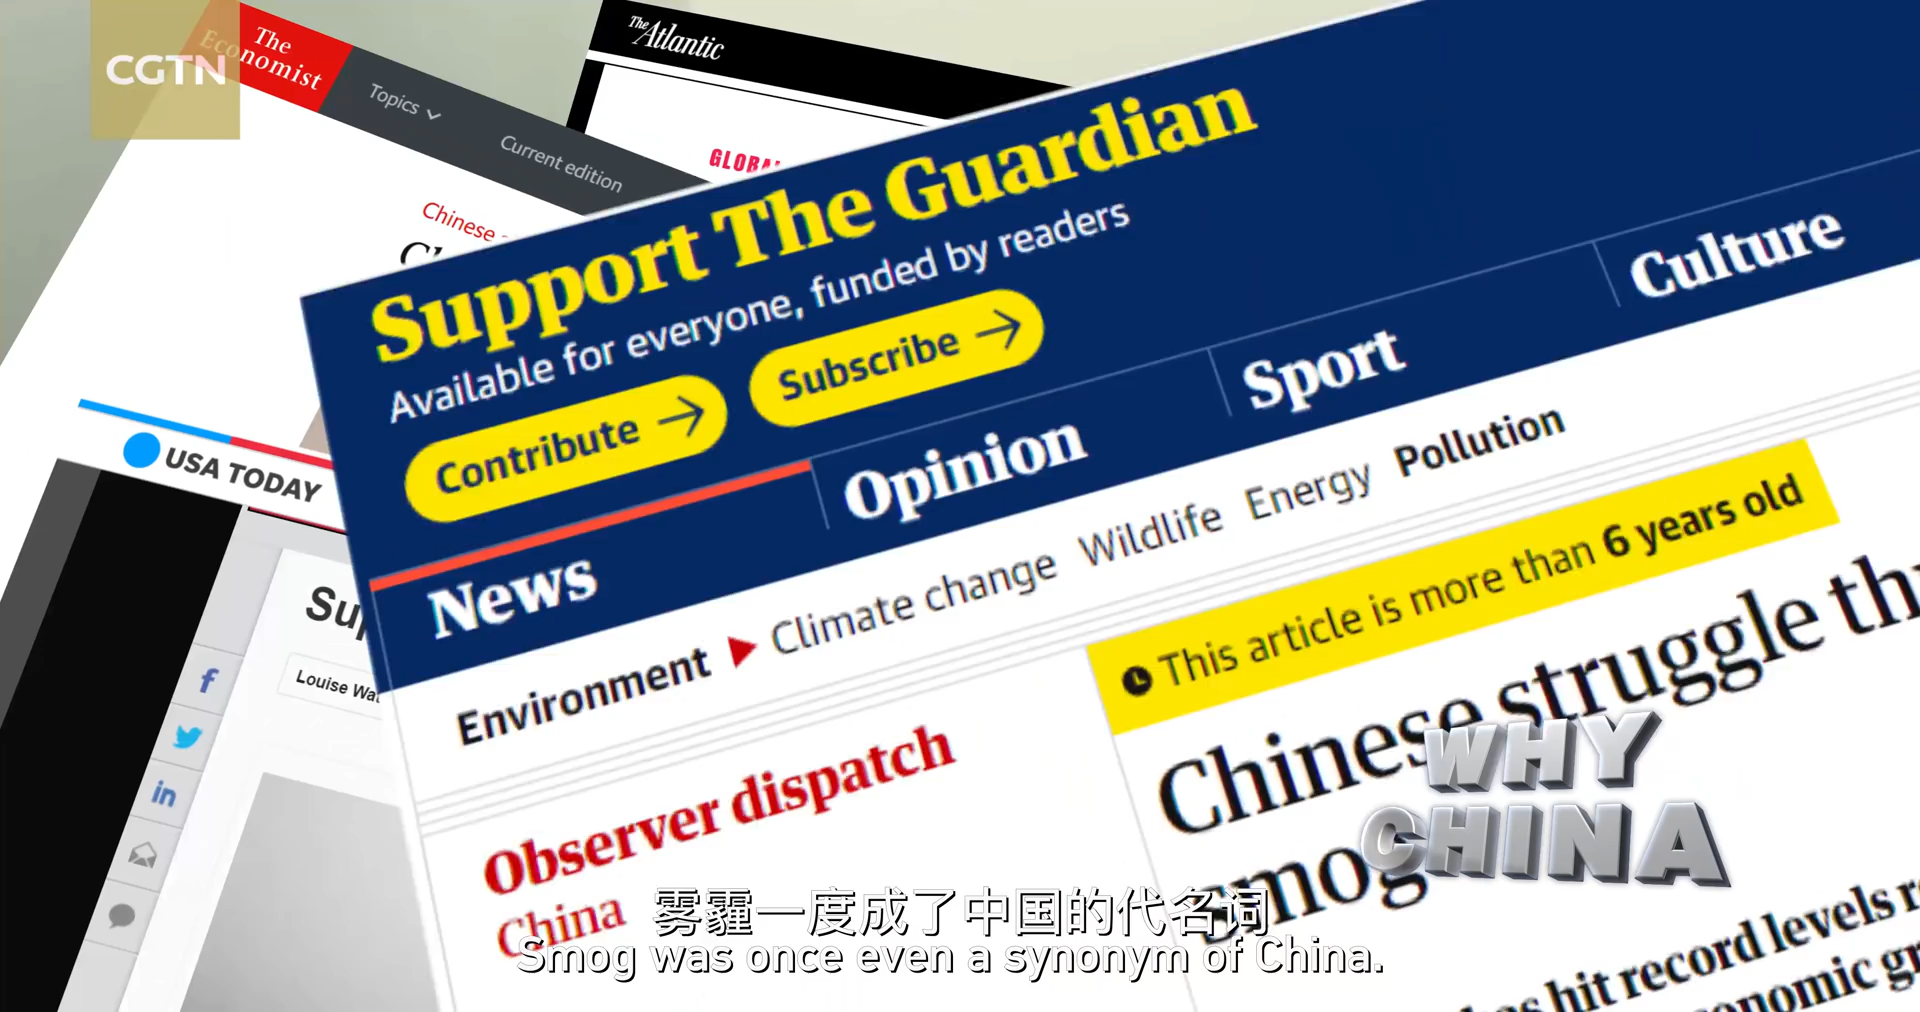 CGTN
The
Economist
Topics
Current edition
Chinese
The
Atlantic
GLOBAL
Support The Guardian
Available for everyone, funded by readers
Contribute
Subscribe
News
Opinion
Sport
Culture
Environment
Climate change
Wildlife
Energy
Pollution
USA TODAY
Louise
This article is more than 6 years old
Chinese struggle
smog
Observer dispatch
China
hit record levels
WHY
CHINA
雾霾一度成了中国的代名词
Smog was once even a synonym of China.